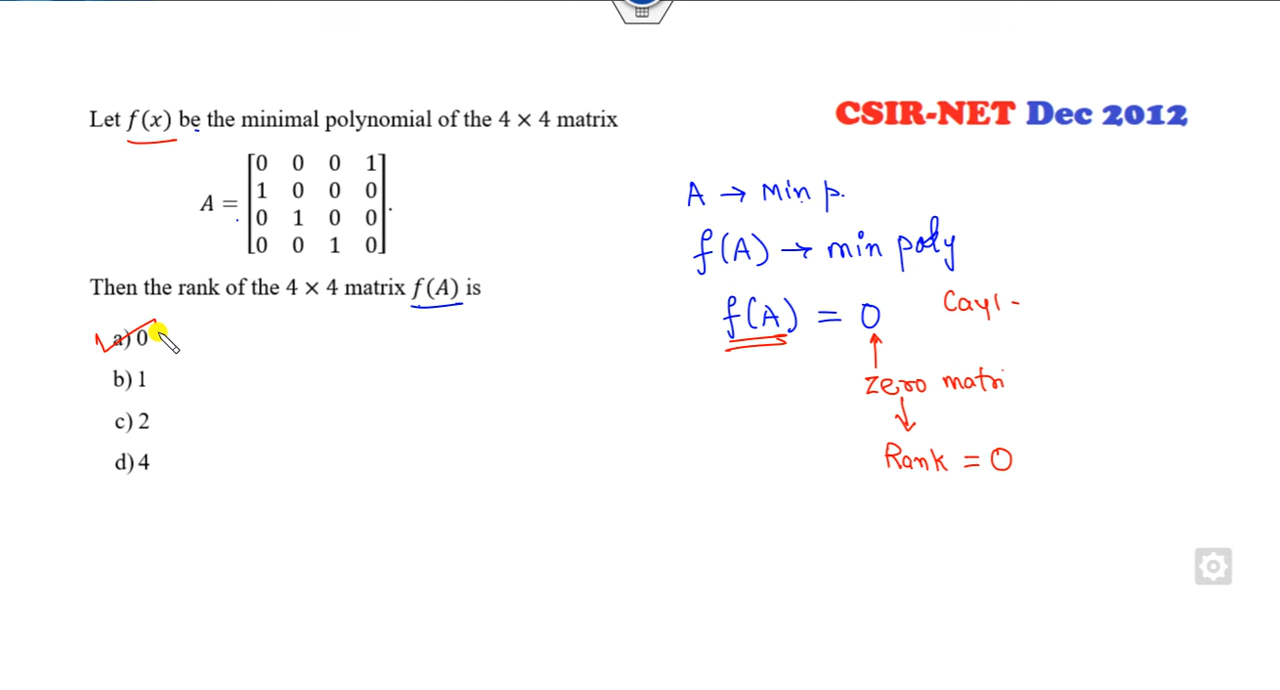 Let f(x) be the minimal polynomial of the 4 × 4 matrix
CSIR-NET Dec 2012
A = [0 0 0 1
1 0 0 0
0 1 0 0
0 0 1 0].
Then the rank of the 4 × 4 matrix f(A) is
a) 0
b) 1
c) 2
d) 4
A → Min p.
f(A) → min poly
f(A) = 0 Cayl -
zero matri
Rank = 0